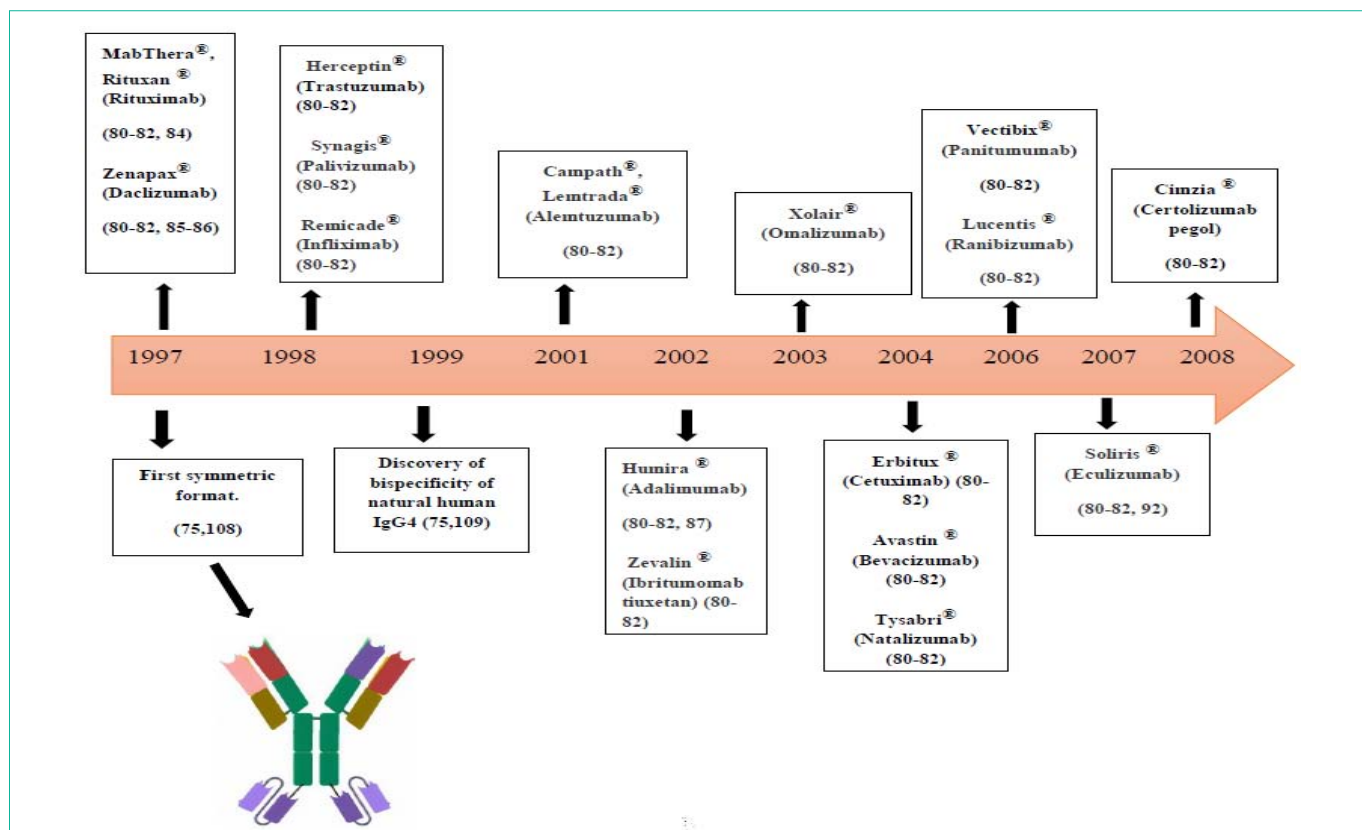 MabThera®,
Rituxan ®
(Rituximab)
(80-82, 84)
Zenapax®
(Daclizumab)
(80-82, 85-86)
Herceptin®
(Trastuzumab)
(80-82)
Synagis®
(Palivizumab)
(80-82)
Remicade®
(Infliximab)
(80-82)
Campath®,
Lemtrada®
(Alemtuzumab)
(80-82)
Xolair®
(Omalizumab)
(80-82)
Vectibix®
(Panitumumab)
(80-82)
Lucentis ®
(Ranibizumab)
(80-82)
Cimzia ®
(Certolizumab
pegol)
(80-82)
1997 1998 1999 2001 2002 2003 2004 2006 2007 2008
First symmetric
format.
(75,108)
Discovery of
bispecificity of
natural human
IgG4 (75,109)
Humira ®
(Adalimumab)
(80-82, 87)
Zevalin ®
(Ibritumomab
tiuxetan) (80-
82)
Erbitux ®
(Cetuximab) (80-
82)
Avastin ®
(Bevacizumab)
(80-82)
Tysabri®
(Natalizumab)
(80-82)
Soliris ®
(Eculizumab)
(80-82, 92)